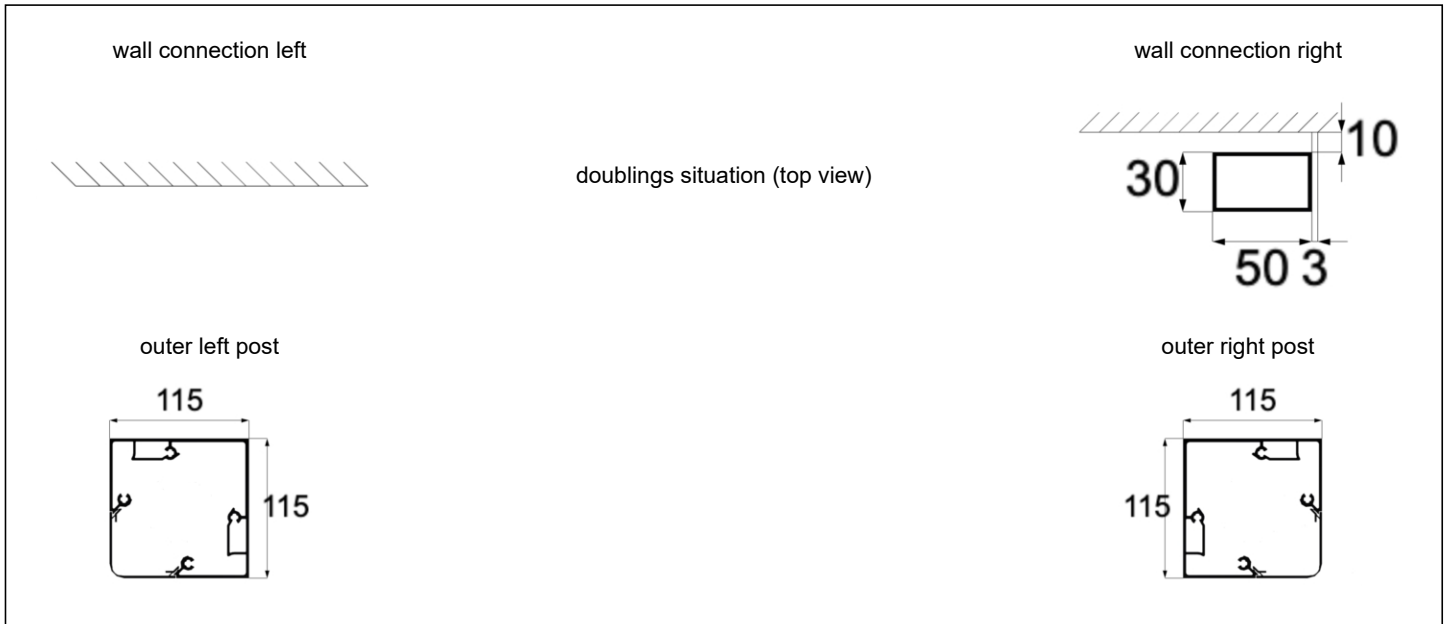 wall connection left
wall connection right
10
doublings situation (top view)
30
50 3
outer left post
outer right post
115
115
115
115